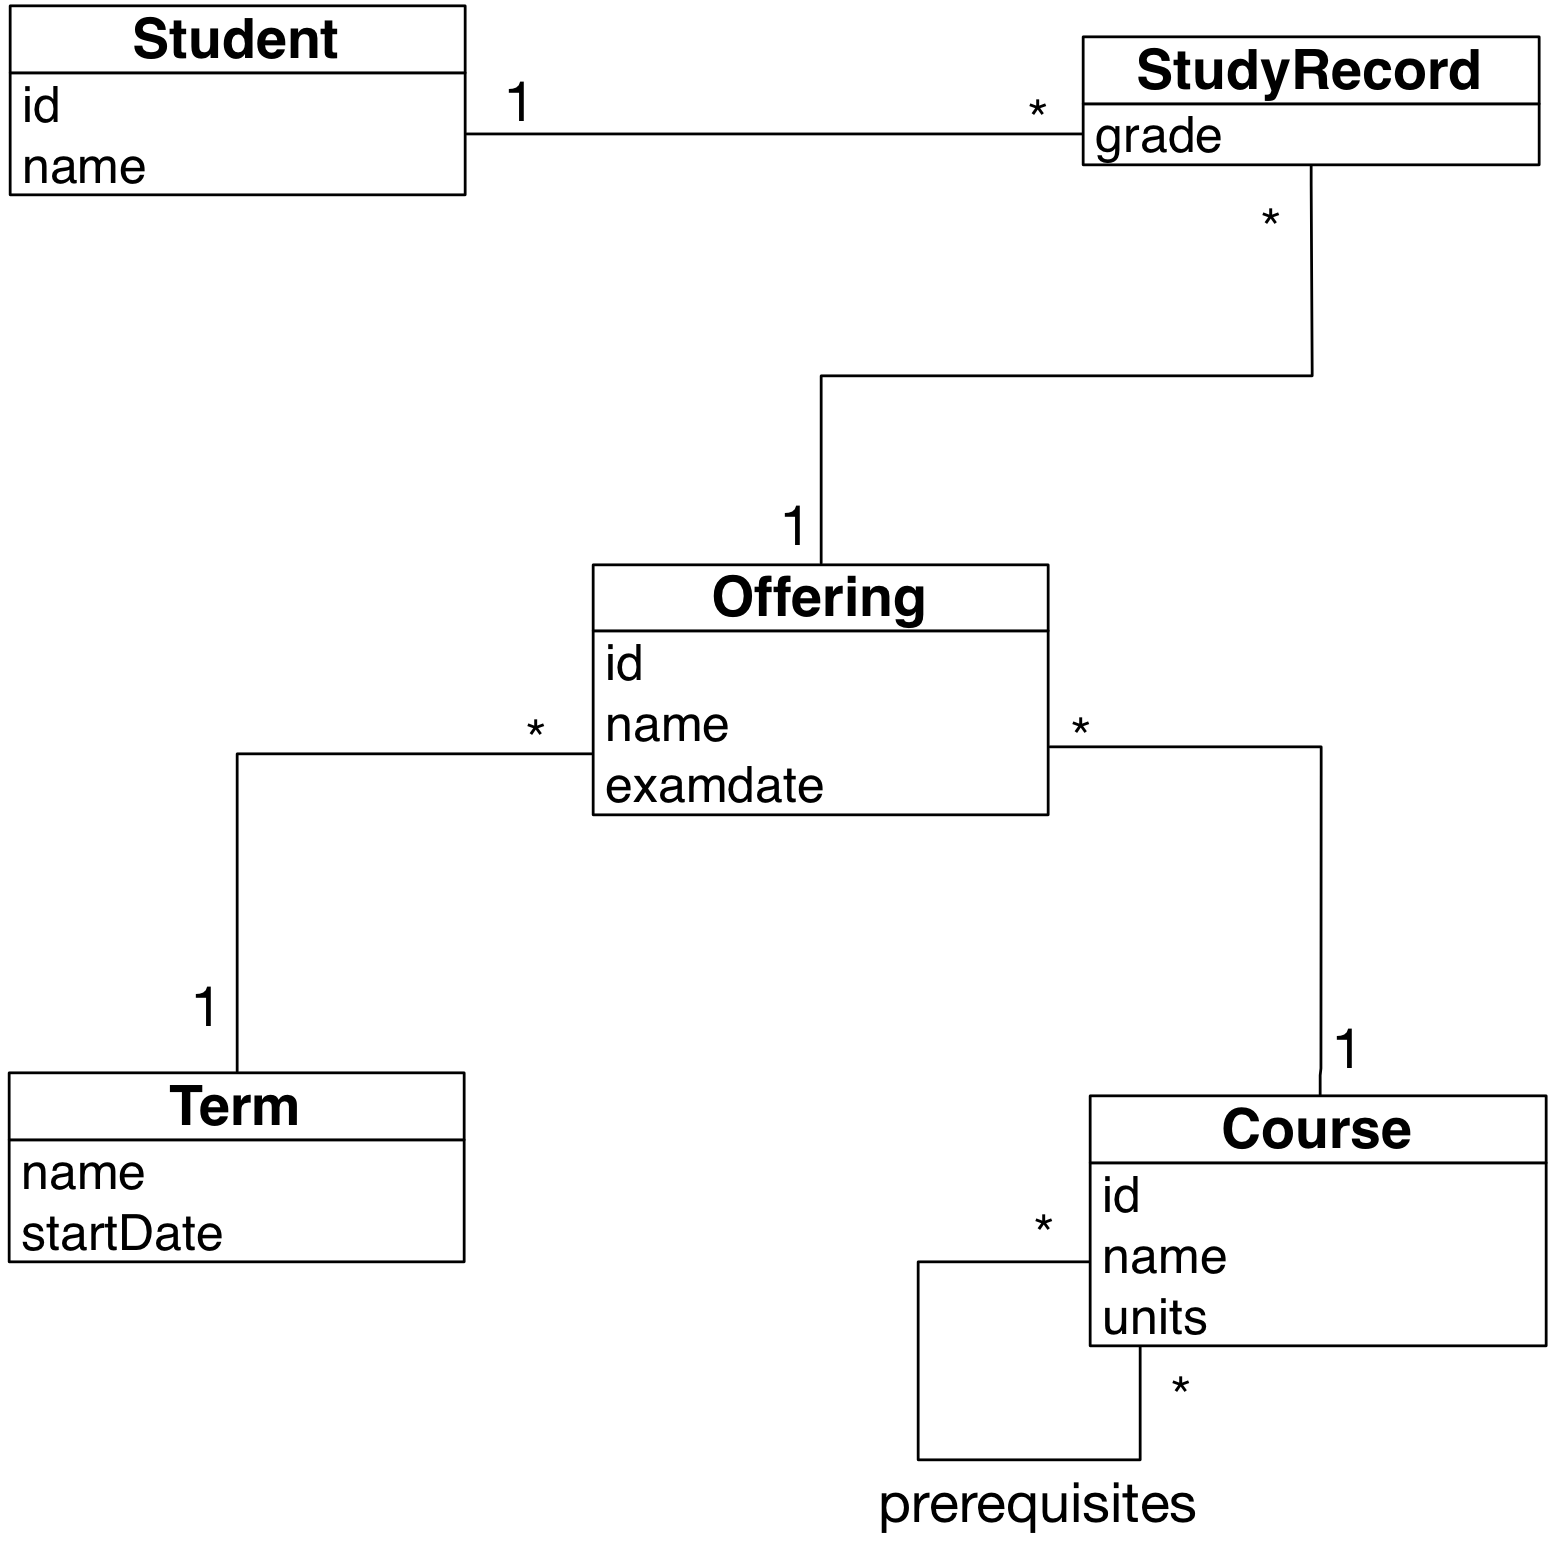 Student
id
name
1
*
StudyRecord
grade
*
1
Offering
id
name
examdate
*
*
1
1
Term
name
startDate
Course
id
name
units
*
*
prerequisites